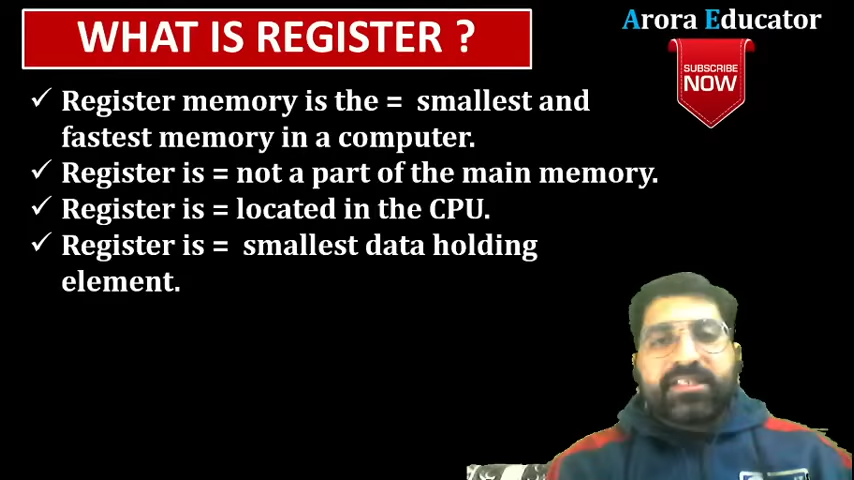 WHAT IS REGISTER ?
Arora Educator
SUBSCRIBE
NOW
✓ Register memory is the = smallest and
fastest memory in a computer.
✓ Register is = not a part of the main memory.
✓ Register is = located in the CPU.
✓ Register is = smallest data holding
element.